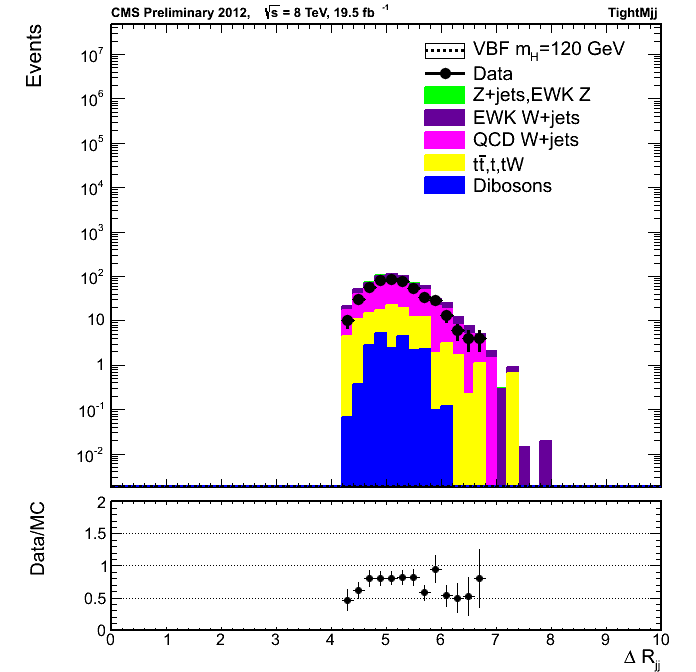 CMS Preliminary 2012, √s = 8 TeV, 19.5 fb⁻¹ TightMjj
Events
VBF m_H=120 GeV
Data
Z+jets,EWK Z
EWK W+jets
QCD W+jets
tt̄,t,tW
Dibosons
10⁷
10⁶
10⁵
10⁴
10³
10²
10
1
10⁻¹
10⁻²
Data/MC
2
1.5
1
0.5
0
0 1 2 3 4 5 6 7 8 9 10
Δ R_jj